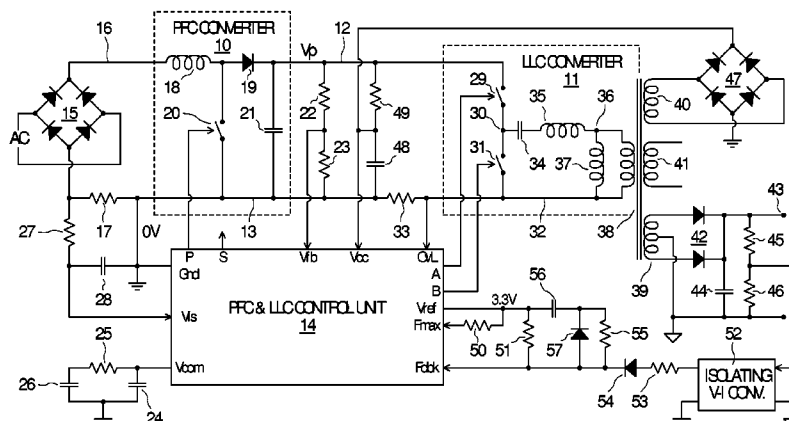 16
PFC CONVERTER
10
Vp
12
18
19
LLC CONVERTER
11
47
AC
15
20
21
22
49
29
35
36
40
30
23
48
31
34
37
41
27
17
0V
13
33
32
38
43
P
S
Vfb
Vcc
OvL
A
B
42
45
28
Gnd
39
44
46
PFC & LLC CONTROL UNIT
14
Vref
3.3V
56
Vis
Fmax
50
51
57
55
52
25
Vcom
Fdbk
26
24
54
53
ISOLATING
V-I CONV.